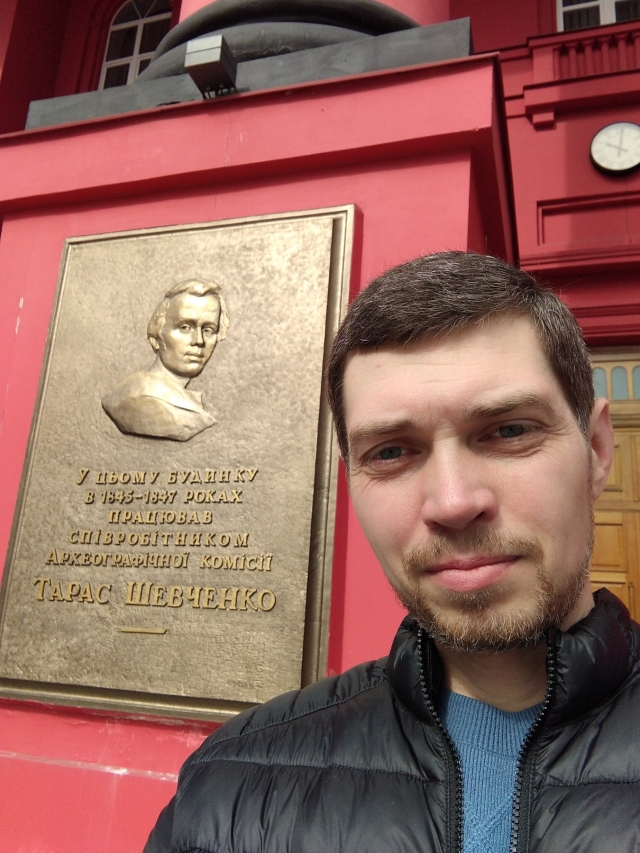 У ЦЬОМУ БУДИНКУ
В 1845-1847 РОКАХ
ПРАЦЮВАВ
СПІВРОБІТНИКОМ
АРХЕОГРАФІЧНОЇ КОМІСІЇ
ТАРАС ШЕВЧЕНКО